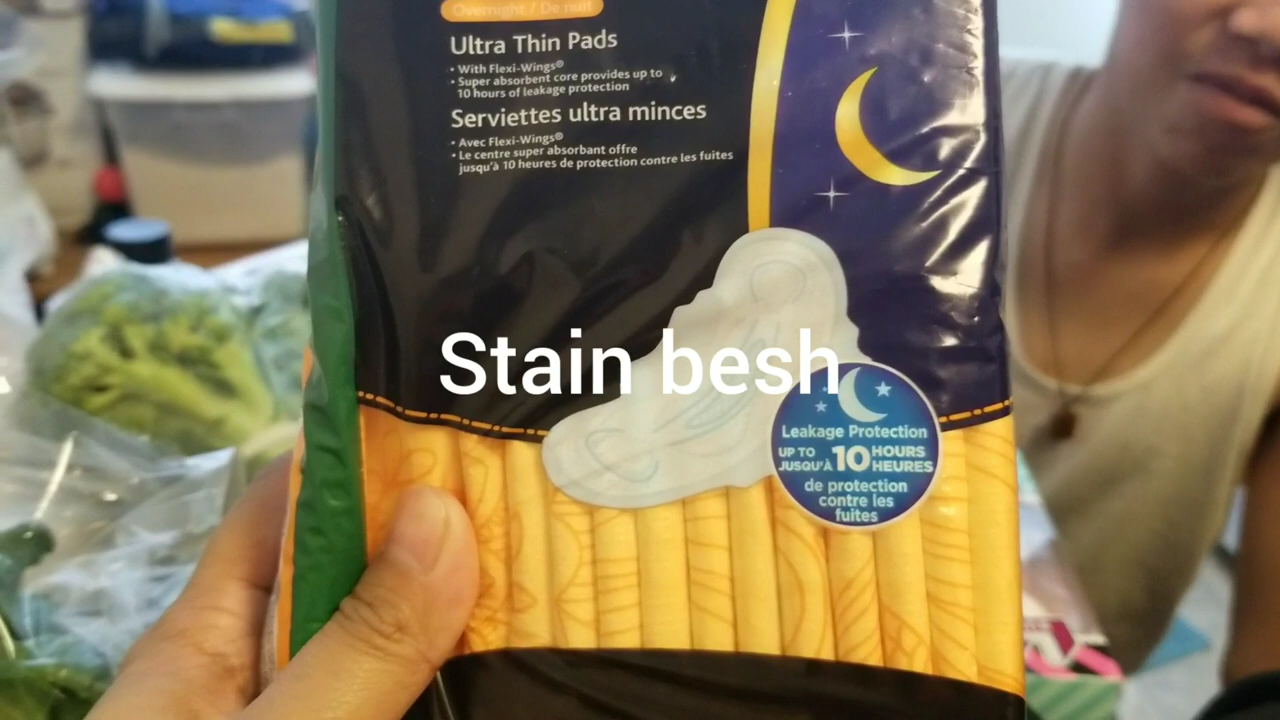 Overnight / De nuit
Ultra Thin Pads
• With Flexi-Wings®
• Super absorbent core provides up to
10 hours of leakage protection
Serviettes ultra minces
• Avec Flexi-Wings®
• Le centre super absorbant offre
jusqu'à 10 heures de protection contre les fuites
Stain besh
Leakage Protection
UP TO JUSQU'À 10 HOURS HEURES
de protection
contre les
fuites